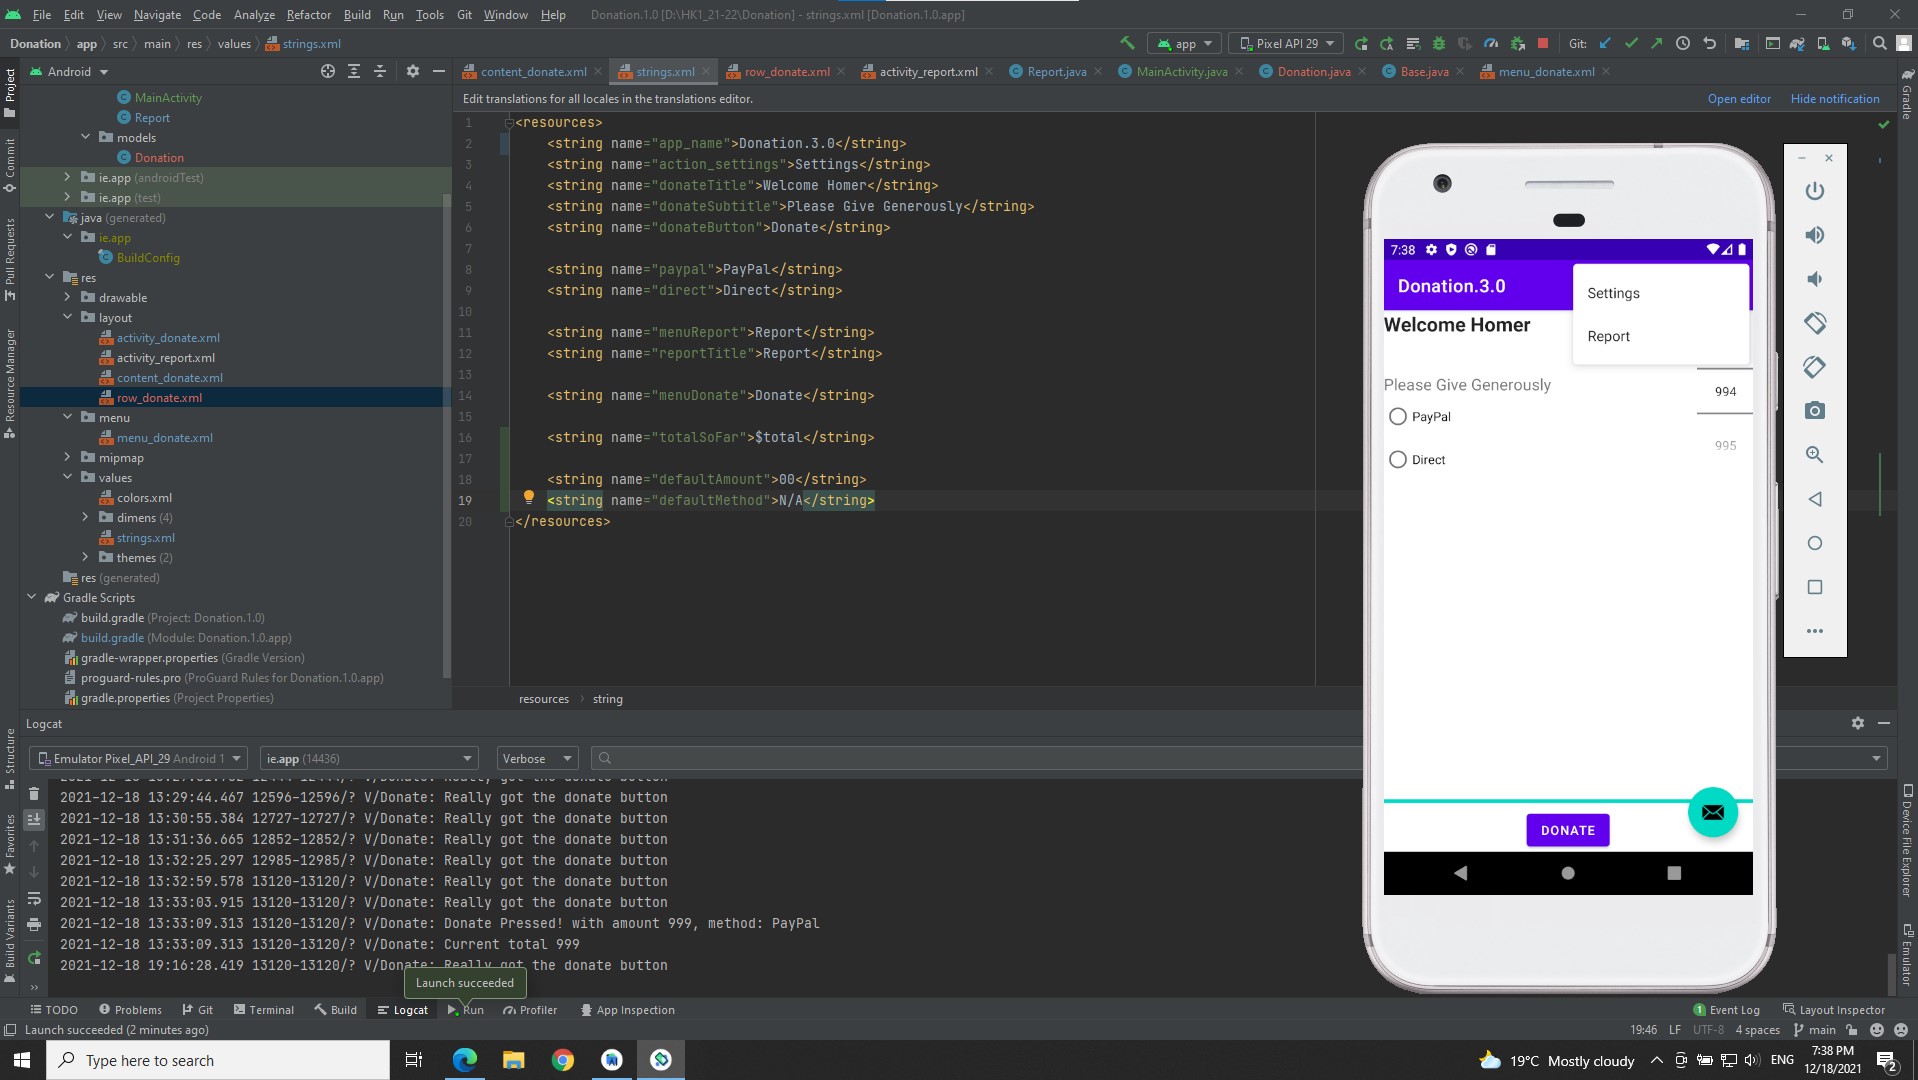 File Edit View Navigate Code Analyze Refactor Build Run Tools Git Window Help Donation.1.0 [D:\HK1_21-22\Donation] - strings.xml [Donation.1.0.app]
Donation app src main res values strings.xml
app Pixel API 29 Git:
Android
content_donate.xml strings.xml row_donate.xml activity_report.xml Report.java MainActivity.java Donation.java Base.java menu_donate.xml
Edit translations for all locales in the translations editor. Open editor Hide notification
Project
Commit
Pull Requests
Resource Manager
Structure
Favorites
Build Variants
MainActivity
Report
models
Donation
ie.app (androidTest)
ie.app (test)
java (generated)
ie.app
BuildConfig
res
drawable
layout
activity_donate.xml
activity_report.xml
content_donate.xml
row_donate.xml
menu
menu_donate.xml
mipmap
values
colors.xml
dimens (4)
strings.xml
themes (2)
res (generated)
Gradle Scripts
build.gradle (Project: Donation.1.0)
build.gradle (Module: Donation.1.0.app)
gradle-wrapper.properties (Gradle Version)
proguard-rules.pro (ProGuard Rules for Donation.1.0.app)
gradle.properties (Project Properties)
1 <resources>
2 <string name="app_name">Donation.3.0</string>
3 <string name="action_settings">Settings</string>
4 <string name="donateTitle">Welcome Homer</string>
5 <string name="donateSubtitle">Please Give Generously</string>
6 <string name="donateButton">Donate</string>
7
8 <string name="paypal">PayPal</string>
9 <string name="direct">Direct</string>
10
11 <string name="menuReport">Report</string>
12 <string name="reportTitle">Report</string>
13
14 <string name="menuDonate">Donate</string>
15
16 <string name="totalSoFar">$total</string>
17
18 <string name="defaultAmount">00</string>
19 <string name="defaultMethod">N/A</string>
20 </resources>
resources string
7:38
Donation.3.0
Settings
Report
Welcome Homer
Please Give Generously
994
PayPal
995
Direct
DONATE
Gradle
Device File Explorer
Emulator
Logcat
Emulator Pixel_API_29 Android 1 ie.app (14436) Verbose
2021-12-18 13:29:44.467 12596-12596/? V/Donate: Really got the donate button
2021-12-18 13:30:55.384 12727-12727/? V/Donate: Really got the donate button
2021-12-18 13:31:36.665 12852-12852/? V/Donate: Really got the donate button
2021-12-18 13:32:25.297 12985-12985/? V/Donate: Really got the donate button
2021-12-18 13:32:59.578 13120-13120/? V/Donate: Really got the donate button
2021-12-18 13:33:03.915 13120-13120/? V/Donate: Really got the donate button
2021-12-18 13:33:09.313 13120-13120/? V/Donate: Donate Pressed! with amount 999, method: PayPal
2021-12-18 13:33:09.313 13120-13120/? V/Donate: Current total 999
2021-12-18 19:16:28.419 13120-13120/? V/Donate: Really got the donate button
Launch succeeded
TODO Problems Git Terminal Build Logcat Run Profiler App Inspection 1 Event Log Layout Inspector
Launch succeeded (2 minutes ago) 19:46 LF UTF-8 4 spaces main
Type here to search 19°C Mostly cloudy ENG 7:38 PM
12/18/2021 2